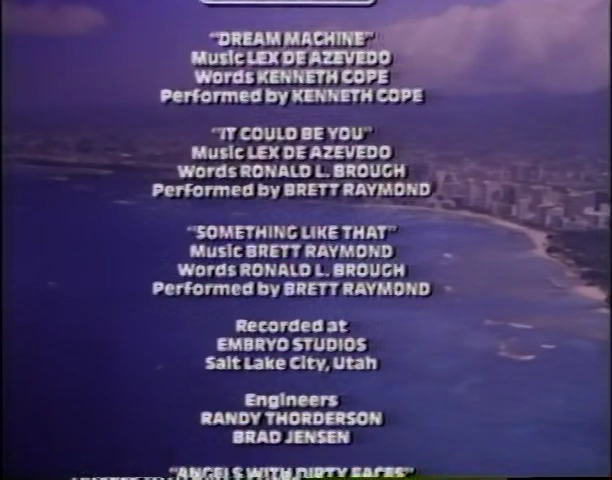 "DREAM MACHINE"
Music LEX DE AZEVEDO
Words KENNETH COPE
Performed by KENNETH COPE
"IT COULD BE YOU"
Music LEX DE AZEVEDO
Words RONALD L. BROUGH
Performed by BRETT RAYMOND
"SOMETHING LIKE THAT"
Music BRETT RAYMOND
Words RONALD L. BROUGH
Performed by BRETT RAYMOND
Recorded at
EMBRYO STUDIOS
Salt Lake City, Utah
Engineers
RANDY THORDERSON
BRAD JENSEN
"ANGELS WITH DIRTY FACES"